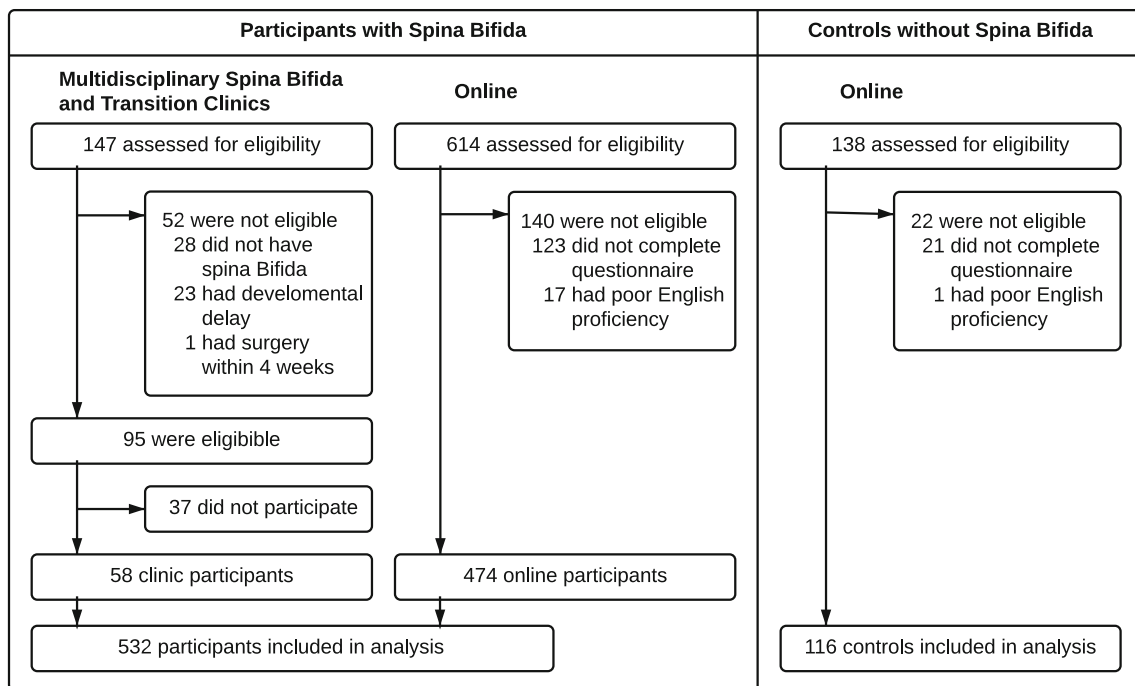 Participants with Spina Bifida
Controls without Spina Bifida
Multidisciplinary Spina Bifida
and Transition Clinics
Online
Online
147 assessed for eligibility
614 assessed for eligibility
138 assessed for eligibility
52 were not eligible
28 did not have
spina Bifida
23 had develomental
delay
1 had surgery
within 4 weeks
140 were not eligible
123 did not complete
questionnaire
17 had poor English
proficiency
22 were not eligible
21 did not complete
questionnaire
1 had poor English
proficiency
95 were eligibible
37 did not participate
58 clinic participants
474 online participants
532 participants included in analysis
116 controls included in analysis